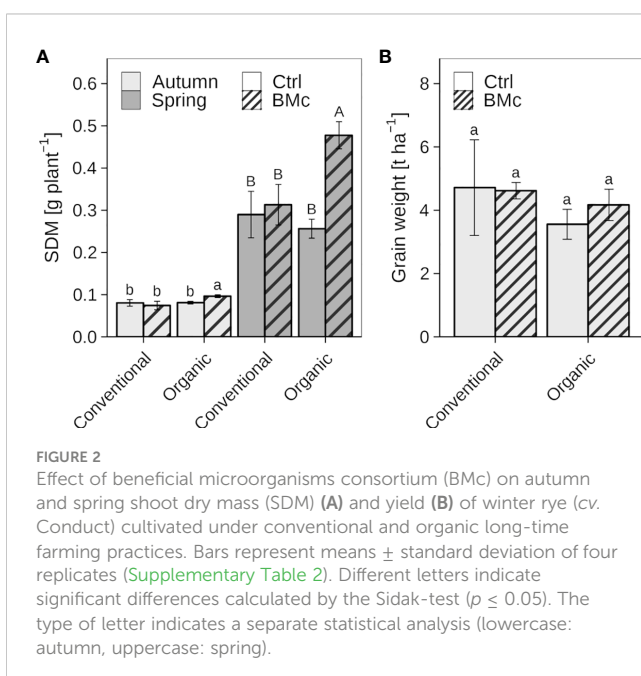 A
B
Autumn
Spring
Ctrl
BMc
Ctrl
BMc
SDM [g plant⁻¹]
0.6
0.5
0.4
0.3
0.2
0.1
0.0
b b b a B B B A
Conventional
Organic
Conventional
Organic
Grain weight [t ha⁻¹]
8
6
4
2
0
a a a a
Conventional
Organic
FIGURE 2
Effect of beneficial microorganisms consortium (BMc) on autumn
and spring shoot dry mass (SDM) (A) and yield (B) of winter rye (cv.
Conduct) cultivated under conventional and organic long-time
farming practices. Bars represent means ± standard deviation of four
replicates (Supplementary Table 2). Different letters indicate
significant differences calculated by the Sidak-test (p ≤ 0.05). The
type of letter indicates a separate statistical analysis (lowercase:
autumn, uppercase: spring).